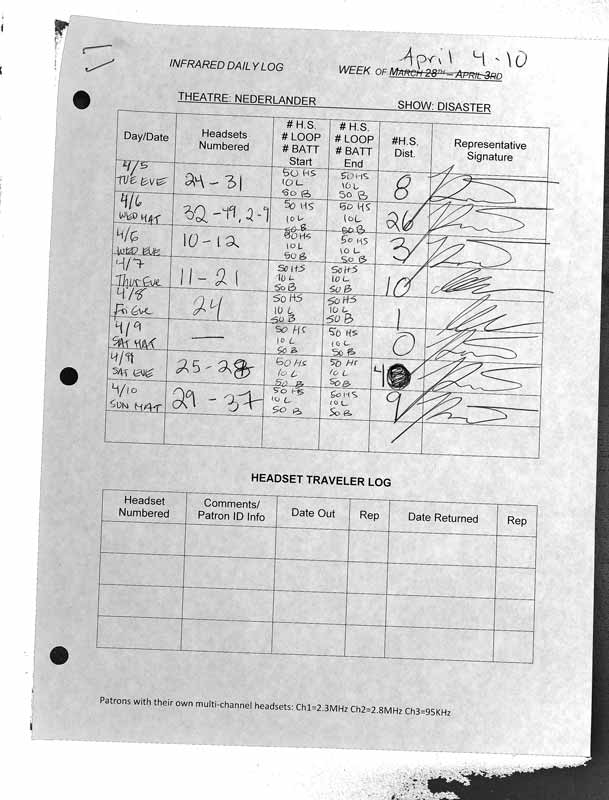 April 4-10
INFRARED DAILY LOG WEEK OF MARCH 28TH – APRIL 3RD
THEATRE: NEDERLANDER SHOW: DISASTER
Day/Date Headsets Numbered # H.S. # LOOP # BATT Start # H.S. # LOOP # BATT End #H.S. Dist. Representative Signature
4/5 TUE EVE 24-31 50 HS 10 L 50 B 50 HS 10 L 50 B 8
4/6 WED MAT 32-49, 2-9 50 HS 10 L 50 B 50 HS 10 L 50 B 26
4/6 WED EVE 10-12 50 HS 10 L 50 B 50 HS 10 L 50 B 3
4/7 Thur Eve 11-21 50 HS 10 L 50 B 50 HS 10 L 50 B 10
4/8 Fri Eve 24 50 HS 10 L 50 B 50 HS 10 L 50 B 1
4/9 SAT MAT — 50 HS 10 L 50 B 50 HS 10 L 50 B 0
4/9 SAT EVE 25-28 50 HS 10 L 50 B 50 HS 10 L 50 B 4
4/10 SUN MAT 29-37 50 HS 10 L 50 B 50 HS 10 L 50 B 9
HEADSET TRAVELER LOG
Headset Numbered Comments/ Patron ID Info Date Out Rep Date Returned Rep
Patrons with their own multi-channel headsets: Ch1=2.3MHz Ch2=2.8MHz Ch3=95KHz